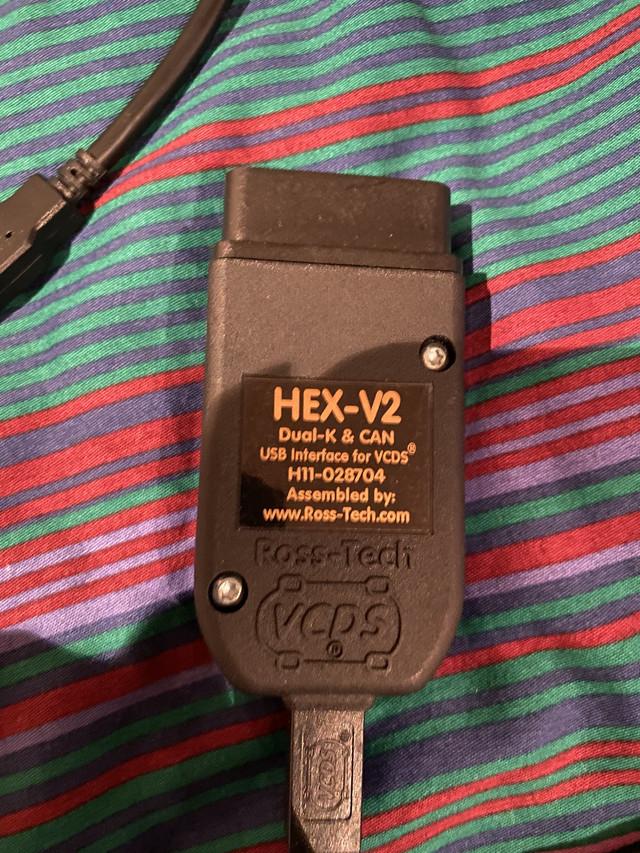 HEX-V2
Dual-K & CAN
USB Interface for VCDS®
H11-028704
Assembled by:
www.Ross-Tech.com
Ross-Tech
VCDS
®
VCDS®